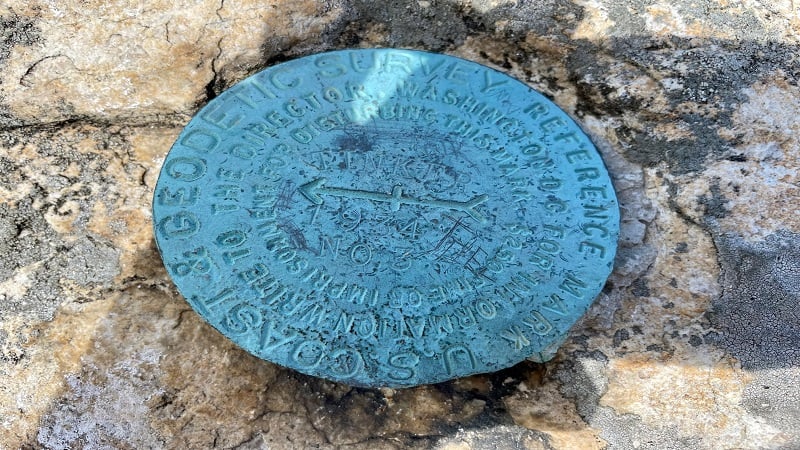 U S COAST & GEODETIC SURVEY REFERENCE MARK
FOR INFORMATION WRITE TO THE DIRECTOR, WASHINGTON, D.C.
$250 FINE OR IMPRISONMENT FOR DISTURBING THIS MARK.
NO 3